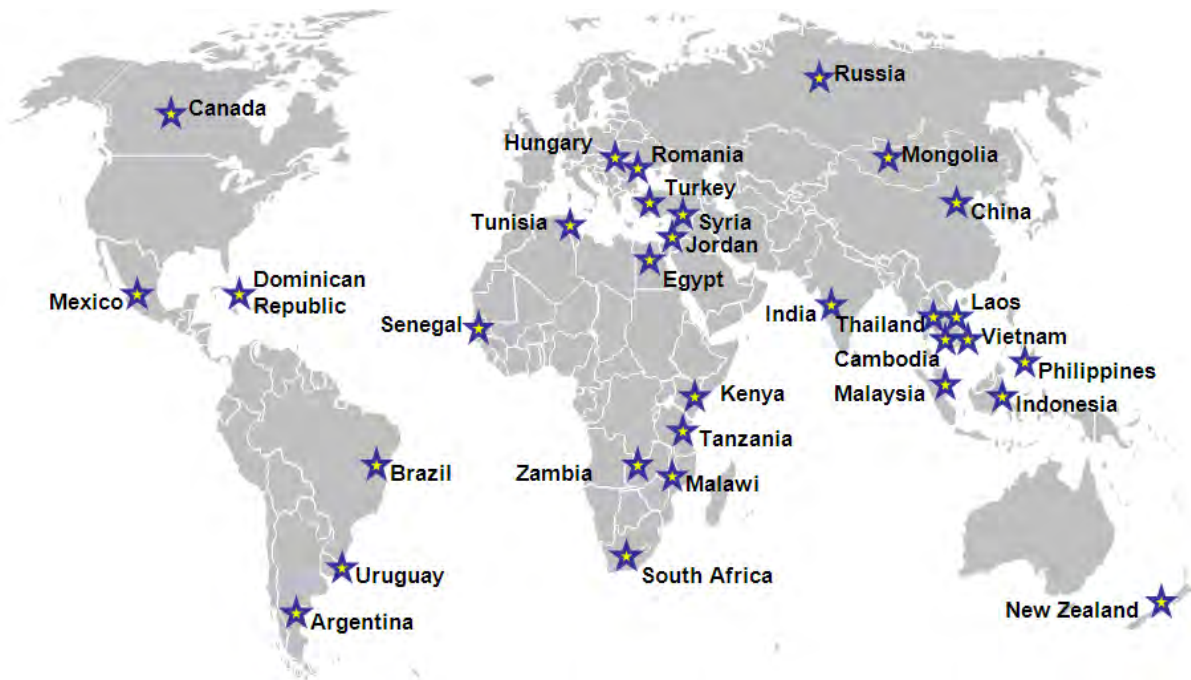 Russia
Canada
Hungary
Romania
Mongolia
Turkey
China
Tunisia
Syria
Jordan
Egypt
Dominican
Republic
Mexico
India
Laos
Senegal
Thailand
Vietnam
Cambodia
Philippines
Malaysia
Kenya
Indonesia
Tanzania
Brazil
Zambia
Malawi
Uruguay
South Africa
New Zealand
Argentina